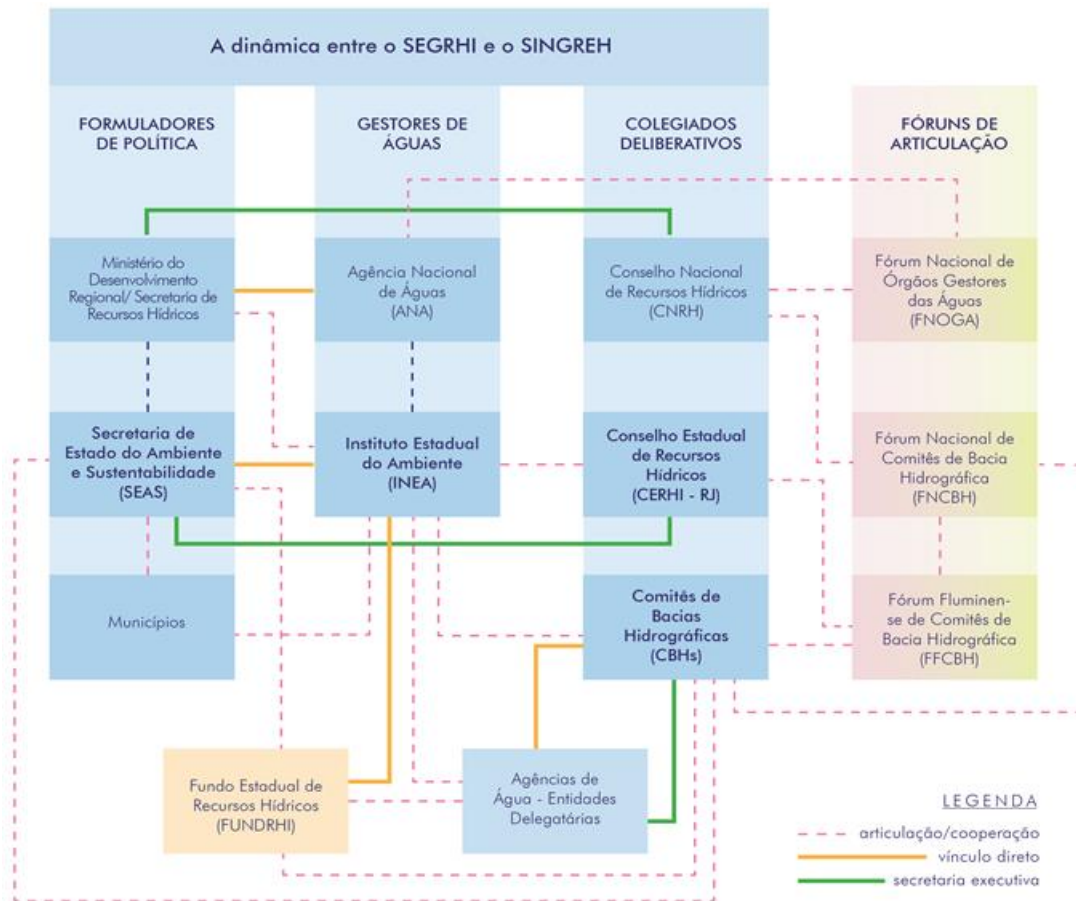 A dinâmica entre o SEGRHI e o SINGREH
FORMULADORES
DE POLÍTICA
GESTORES DE
ÁGUAS
COLEGIADOS
DELIBERATIVOS
FÓRUNS DE
ARTICULAÇÃO
Ministério do
Desenvolvimento
Regional/ Secretaria de
Recursos Hídricos
Agência Nacional
de Águas
(ANA)
Conselho Nacional
de Recursos Hídricos
(CNRH)
Fórum Nacional de
Órgãos Gestores
das Águas
(FNOGA)
Secretaria de
Estado do Ambiente
e Sustentabilidade
(SEAS)
Instituto Estadual
do Ambiente
(INEA)
Conselho Estadual
de Recursos
Hídricos
(CERHI - RJ)
Fórum Nacional de
Comitês de Bacia
Hidrográfica
(FNCBH)
Municípios
Comitês de
Bacias
Hidrográficas
(CBHs)
Fórum Fluminen-
se de Comitês de
Bacia Hidrográfica
(FFCBH)
Fundo Estadual de
Recursos Hídricos
(FUNDRHI)
Agências de
Água - Entidades
Delegatárias
LEGENDA
articulação/cooperação
vínculo direto
secretaria executiva